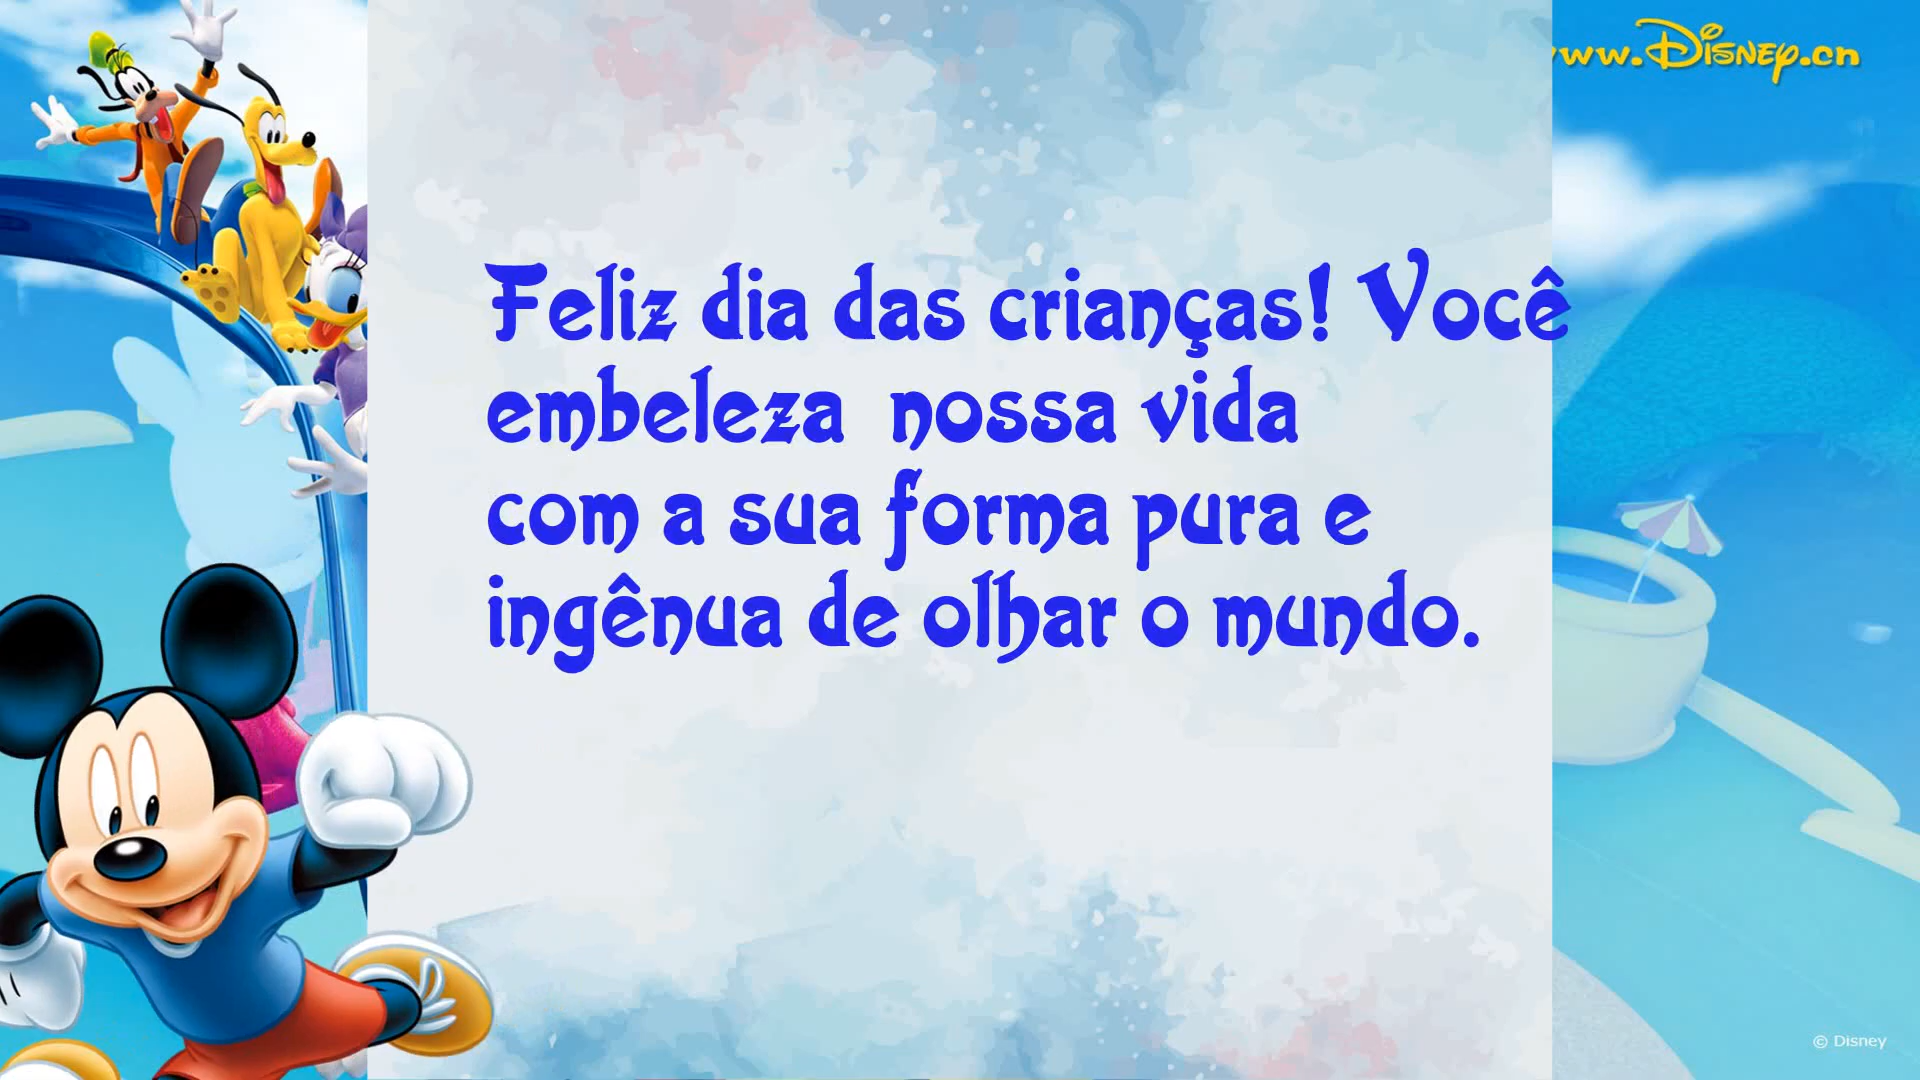 www.Disney.cn
Feliz dia das crianças! Você
embeleza  nossa vida
com a sua forma pura e
ingênua de olhar o mundo.
© Disney